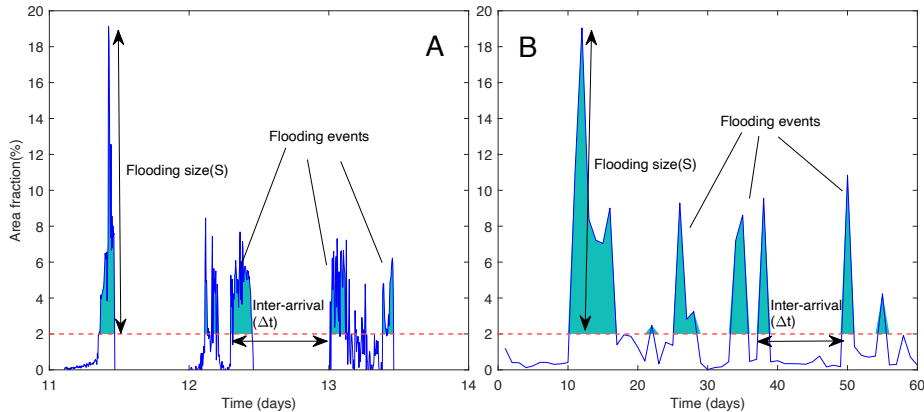 A
B
Area fraction(%)
20
18
16
14
12
10
8
6
4
2
0
Flooding size(S)
Flooding events
Inter-arrival
(Δt)
11
12
13
14
Time (days)
20
18
16
14
12
10
8
6
4
2
0
Flooding size(S)
Flooding events
Inter-arrival
(Δt)
0
10
20
30
40
50
60
Time (days)